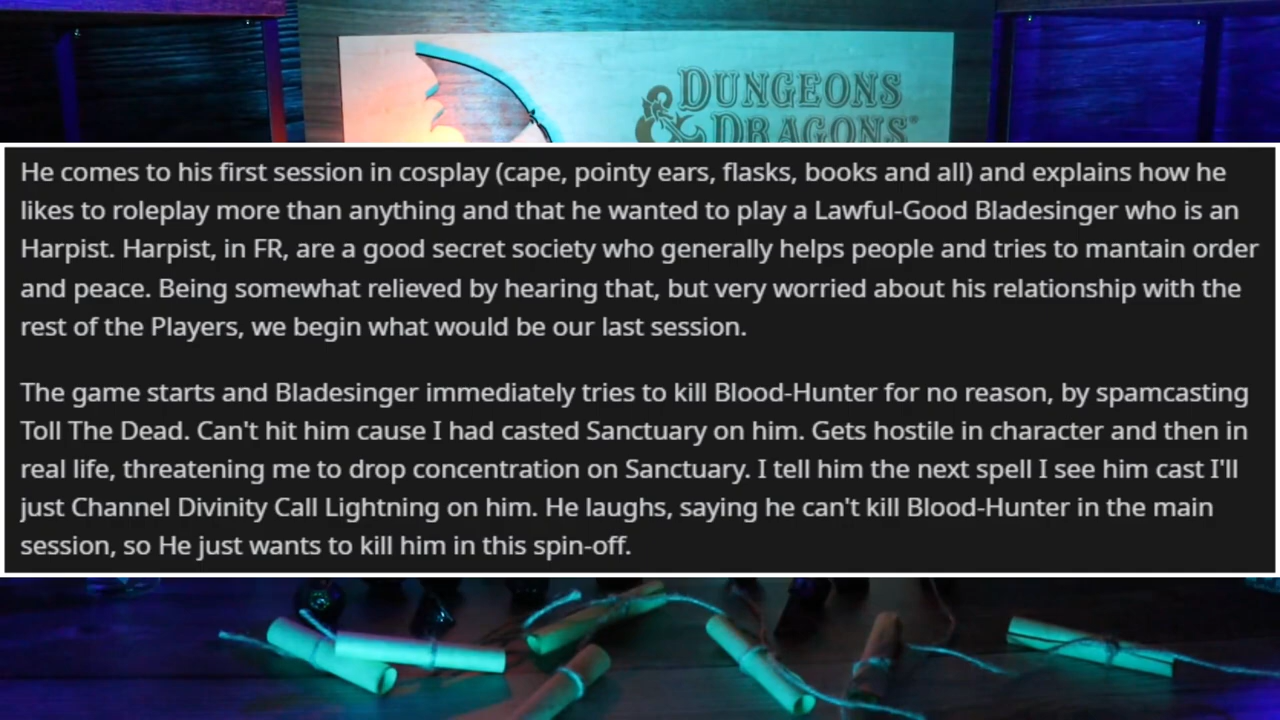 DUNGEONS
& DRAGONS®
He comes to his first session in cosplay (cape, pointy ears, flasks, books and all) and explains how he
likes to roleplay more than anything and that he wanted to play a Lawful-Good Bladesinger who is an
Harpist. Harpist, in FR, are a good secret society who generally helps people and tries to mantain order
and peace. Being somewhat relieved by hearing that, but very worried about his relationship with the
rest of the Players, we begin what would be our last session.
The game starts and Bladesinger immediately tries to kill Blood-Hunter for no reason, by spamcasting
Toll The Dead. Can't hit him cause I had casted Sanctuary on him. Gets hostile in character and then in
real life, threatening me to drop concentration on Sanctuary. I tell him the next spell I see him cast I'll
just Channel Divinity Call Lightning on him. He laughs, saying he can't kill Blood-Hunter in the main
session, so He just wants to kill him in this spin-off.